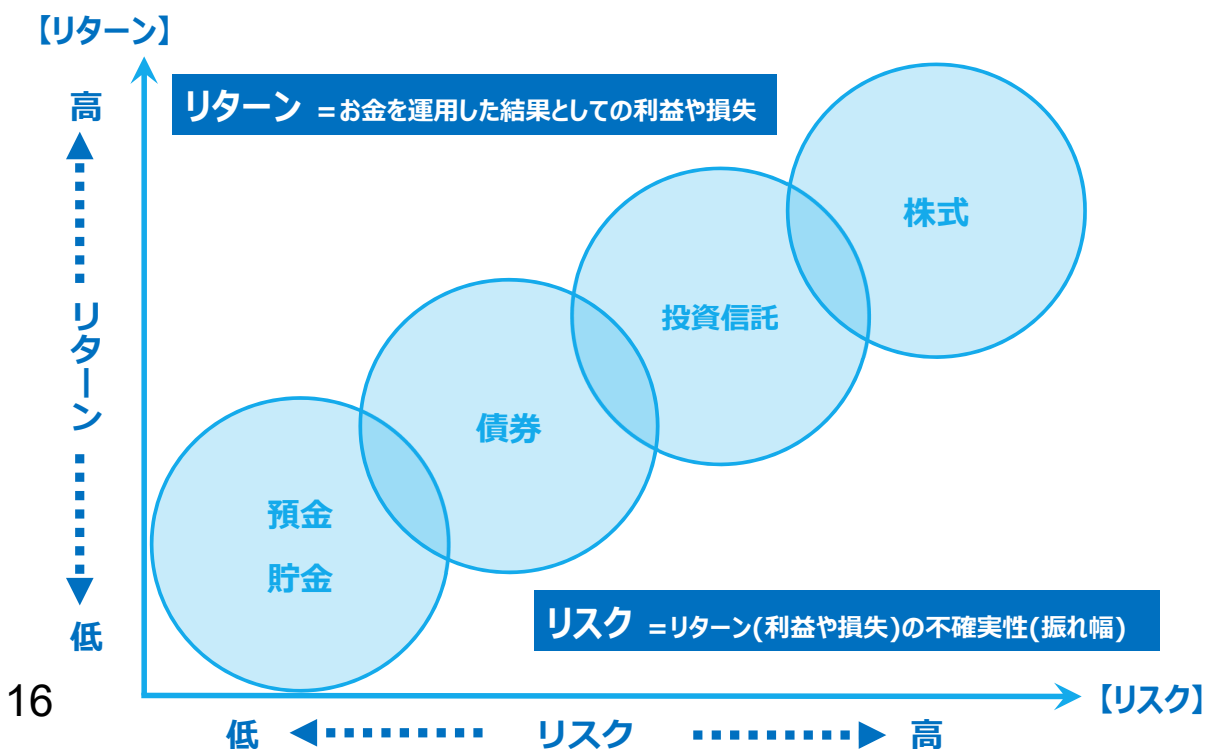 【リターン】
高
リターン =お金を運用した結果としての利益や損失
株式
投資信託
リターン
債券
預金
貯金
リスク =リターン(利益や損失)の不確実性(振れ幅)
低
16
【リスク】
低
リスク
高